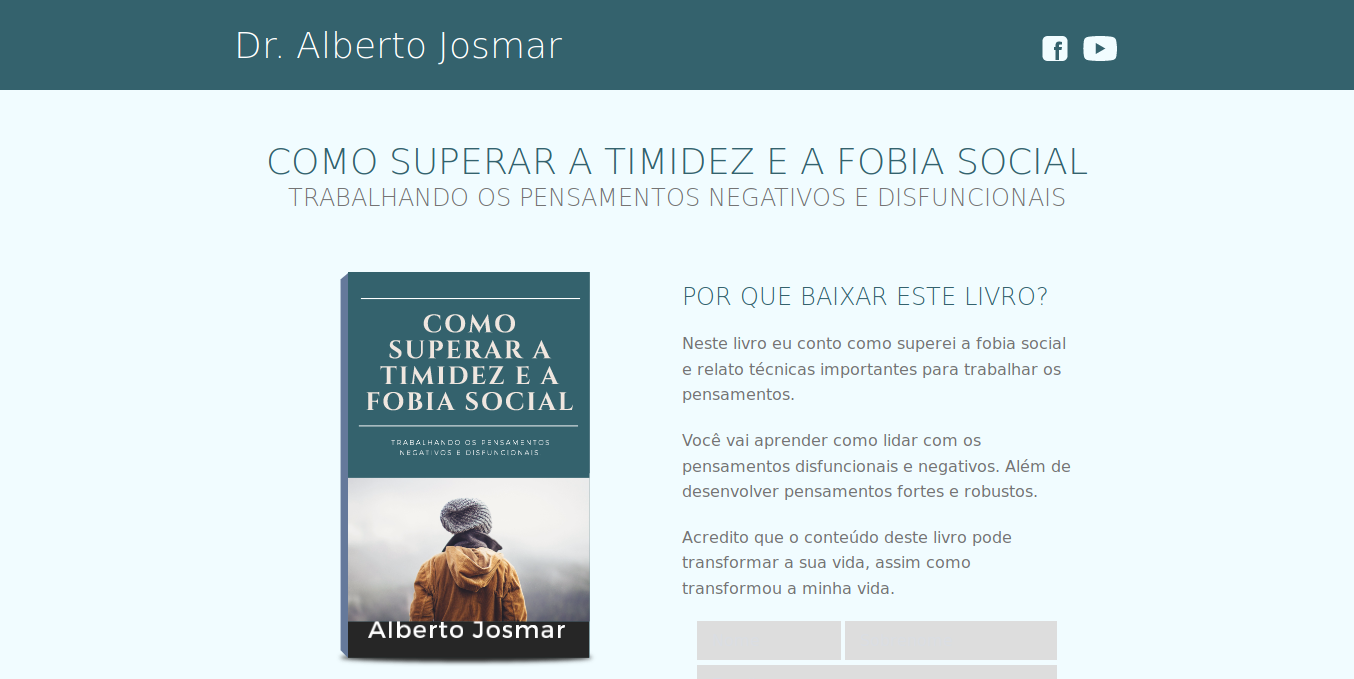 Dr. Alberto Josmar
COMO SUPERAR A TIMIDEZ E A FOBIA SOCIAL
TRABALHANDO OS PENSAMENTOS NEGATIVOS E DISFUNCIONAIS
COMO
SUPERAR A
TIMIDEZ E A
FOBIA SOCIAL
TRABALHANDO OS PENSAMENTOS
NEGATIVOS E DISFUNCIONAIS
Alberto Josmar
POR QUE BAIXAR ESTE LIVRO?
Neste livro eu conto como superei a fobia social
e relato técnicas importantes para trabalhar os
pensamentos.
Você vai aprender como lidar com os
pensamentos disfuncionais e negativos. Além de
desenvolver pensamentos fortes e robustos.
Acredito que o conteúdo deste livro pode
transformar a sua vida, assim como
transformou a minha vida.